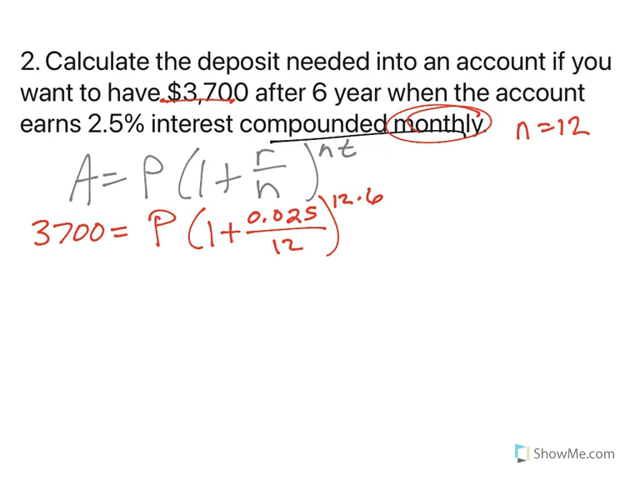 2. Calculate the deposit needed into an account if you
want to have $3,700 after 6 year when the account
earns 2.5% interest compounded monthly. n=12
A = P(1 + r/n)^nt
3700 = P(1 + 0.025/12)^12·6
ShowMe.com